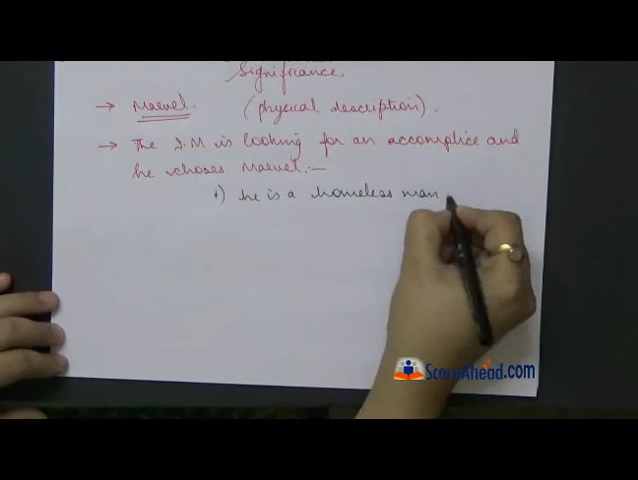 Significance.
→ Marvel. (physical description).
→ The I.M is looking for an accomplice and
he choses Marvel:—
+) he is a homeless man
ScoreAhead.com